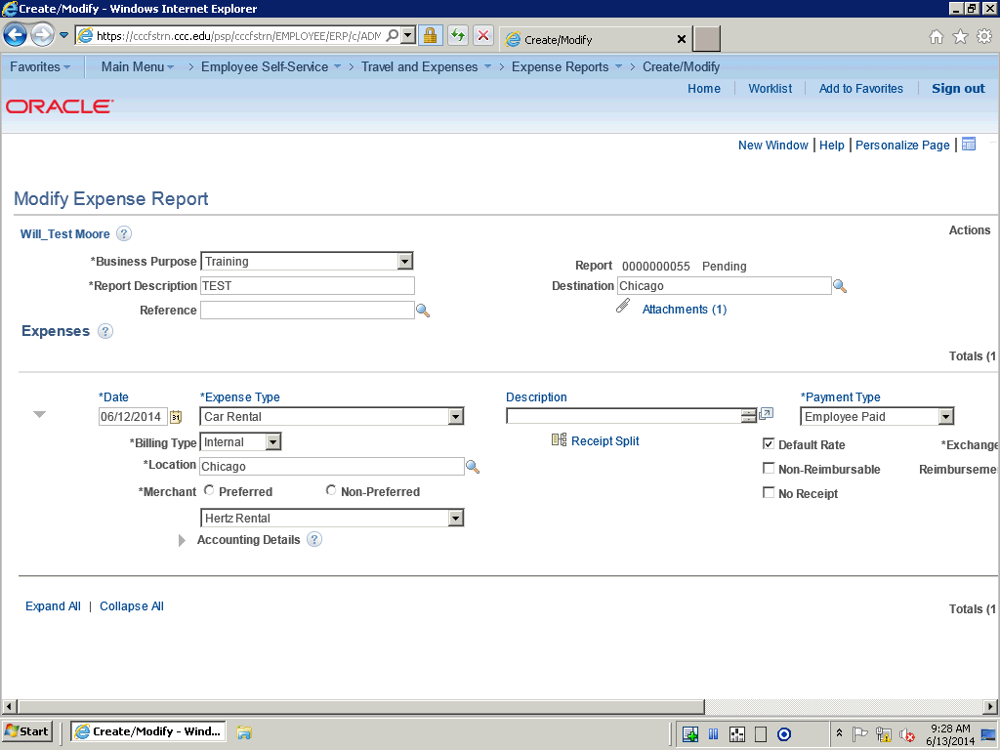 Create/Modify - Windows Internet Explorer
https://cccfstrn.ccc.edu/psp/cccfstrn/EMPLOYEE/ERP/c/ADM
Create/Modify
Favorites Main Menu > Employee Self-Service > Travel and Expenses > Expense Reports > Create/Modify
Home Worklist Add to Favorites Sign out
ORACLE
New Window | Help | Personalize Page |
Modify Expense Report
Will_Test Moore ? Actions
*Business Purpose Training
Report 0000000055 Pending
*Report Description TEST
Destination Chicago
Reference
Attachments (1)
Expenses ?
Totals (1
*Date *Expense Type Description *Payment Type
06/12/2014 31 Car Rental Employee Paid
*Billing Type Internal Receipt Split Default Rate *Exchange
*Location Chicago Non-Reimbursable Reimburseme
*Merchant Preferred Non-Preferred No Receipt
Hertz Rental
Accounting Details ?
Expand All | Collapse All
Totals (1
Start Create/Modify - Wind... 9:28 AM
6/13/2014